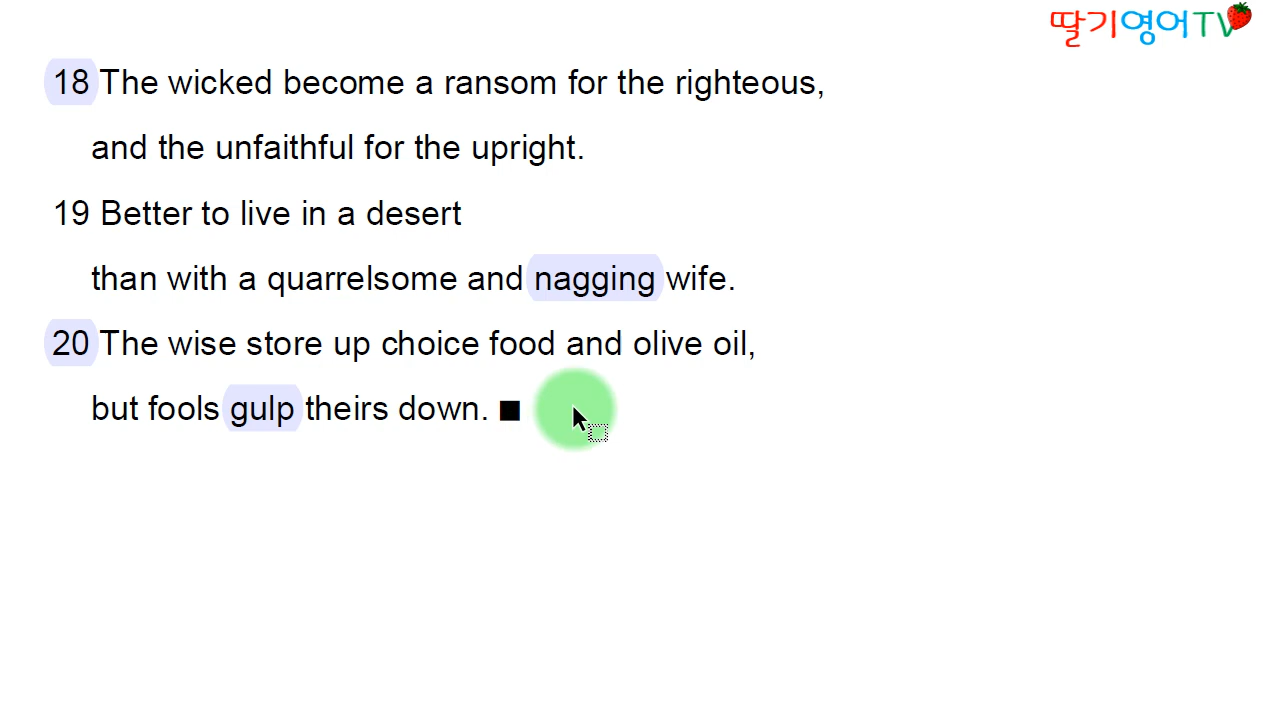 딸기영어TV
18 The wicked become a ransom for the righteous,
and the unfaithful for the upright.
19 Better to live in a desert
than with a quarrelsome and nagging wife.
20 The wise store up choice food and olive oil,
but fools gulp theirs down. ■